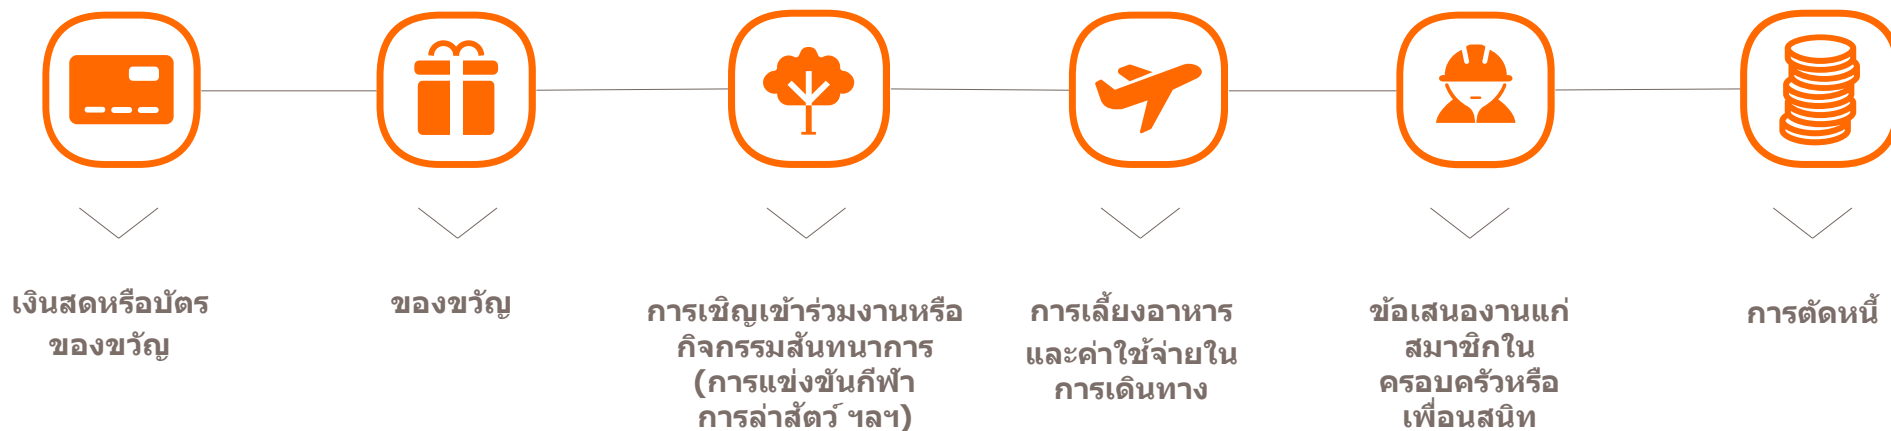 เงินสดหรือบัตร
ของขวัญ
ของขวัญ
การเชิญเข้าร่วมงานหรือ
กิจกรรมสันทนาการ
(การแข่งขันกีฬา
การล่าสัตว์ ฯลฯ)
การเลี้ยงอาหาร
และค่าใช้จ่ายใน
การเดินทาง
ข้อเสนองานแก่
สมาชิกใน
ครอบครัวหรือ
เพื่อนสนิท
การตัดหนี้